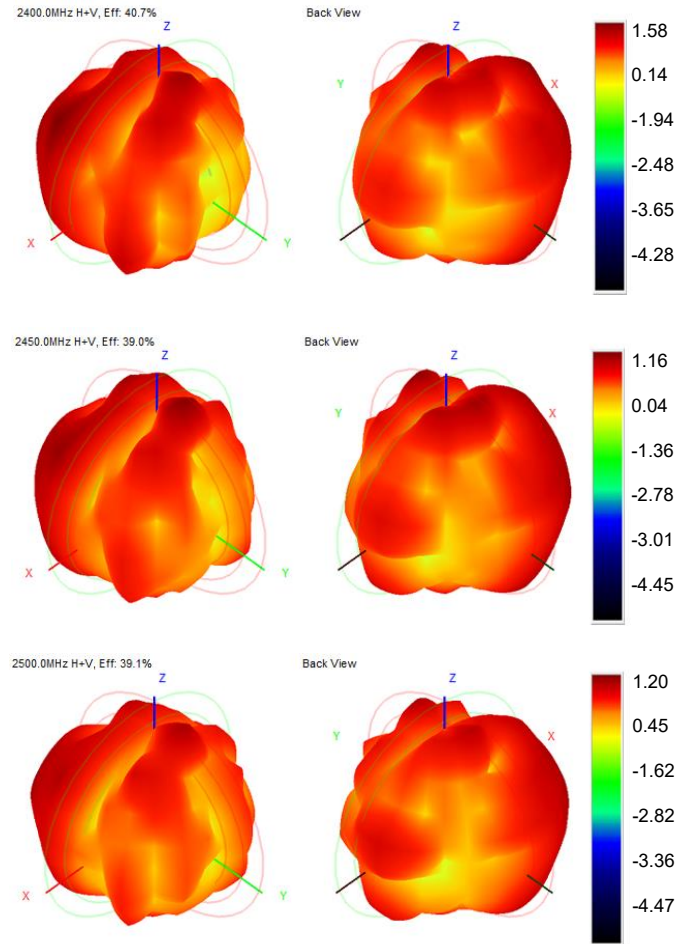 2400.0MHz H+V, Eff: 40.7%
Z
X
Y
Back View
Z
Y
X
1.58
0.14
-1.94
-2.48
-3.65
-4.28
2450.0MHz H+V, Eff: 39.0%
Z
X
Y
Back View
Z
Y
X
1.16
0.04
-1.36
-2.78
-3.01
-4.45
2500.0MHz H+V, Eff: 39.1%
Z
X
Y
Back View
Z
Y
X
1.20
0.45
-1.62
-2.82
-3.36
-4.47